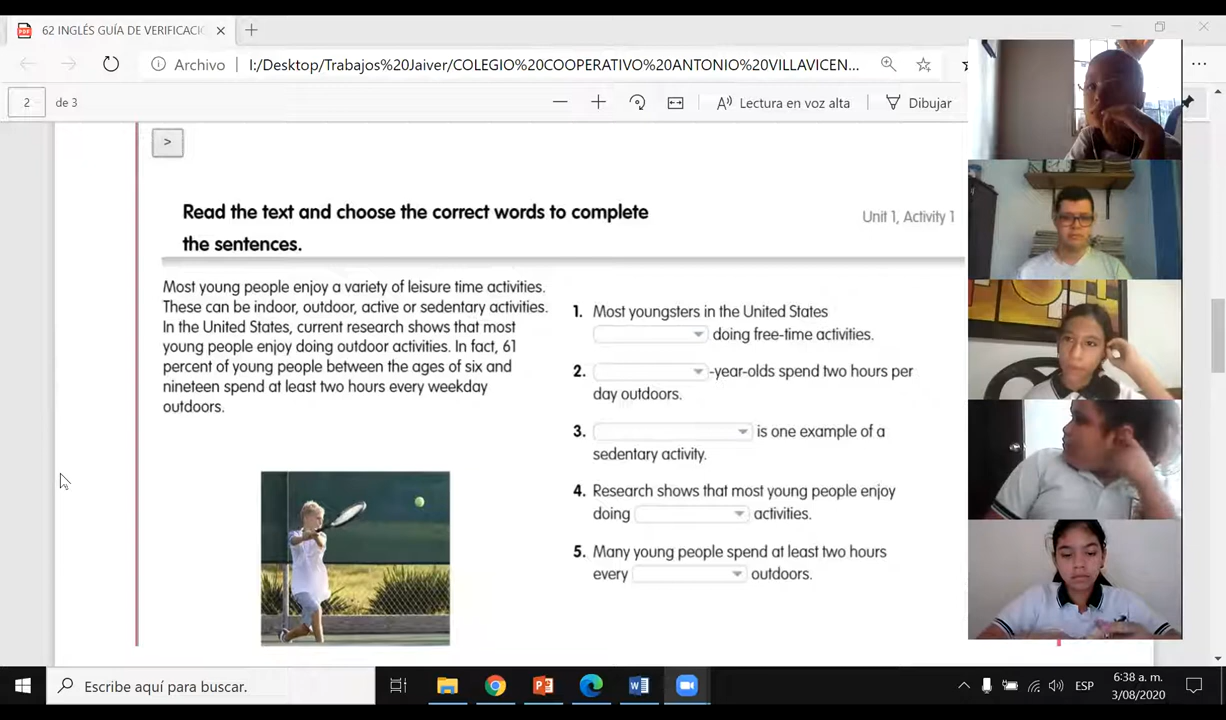 62 INGLÉS GUÍA DE VERIFICACI
Archivo
I:/Desktop/Trabajos%20Jaiver/COLEGIO%20COOPERATIVO%20ANTONIO%20VILLAVICEN...
2 de 3
Lectura en voz alta
Dibujar
>
Read the text and choose the correct words to complete
the sentences.
Unit 1, Activity 1
Most young people enjoy a variety of leisure time activities.
These can be indoor, outdoor, active or sedentary activities.
In the United States, current research shows that most
young people enjoy doing outdoor activities. In fact, 61
percent of young people between the ages of six and
nineteen spend at least two hours every weekday
outdoors.
1. Most youngsters in the United States
doing free-time activities.
2. -year-olds spend two hours per
day outdoors.
3. is one example of a
sedentary activity.
4. Research shows that most young people enjoy
doing activities.
5. Many young people spend at least two hours
every outdoors.
Escribe aquí para buscar.
ESP
6:38 a. m.
3/08/2020